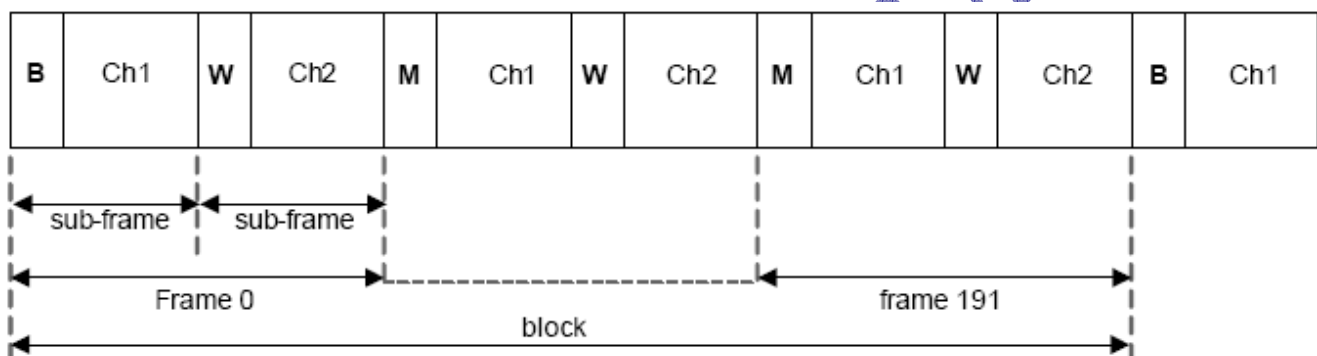 B Ch1 W Ch2 M Ch1 W Ch2 M Ch1 W Ch2 B Ch1
sub-frame sub-frame
Frame 0 frame 191
block